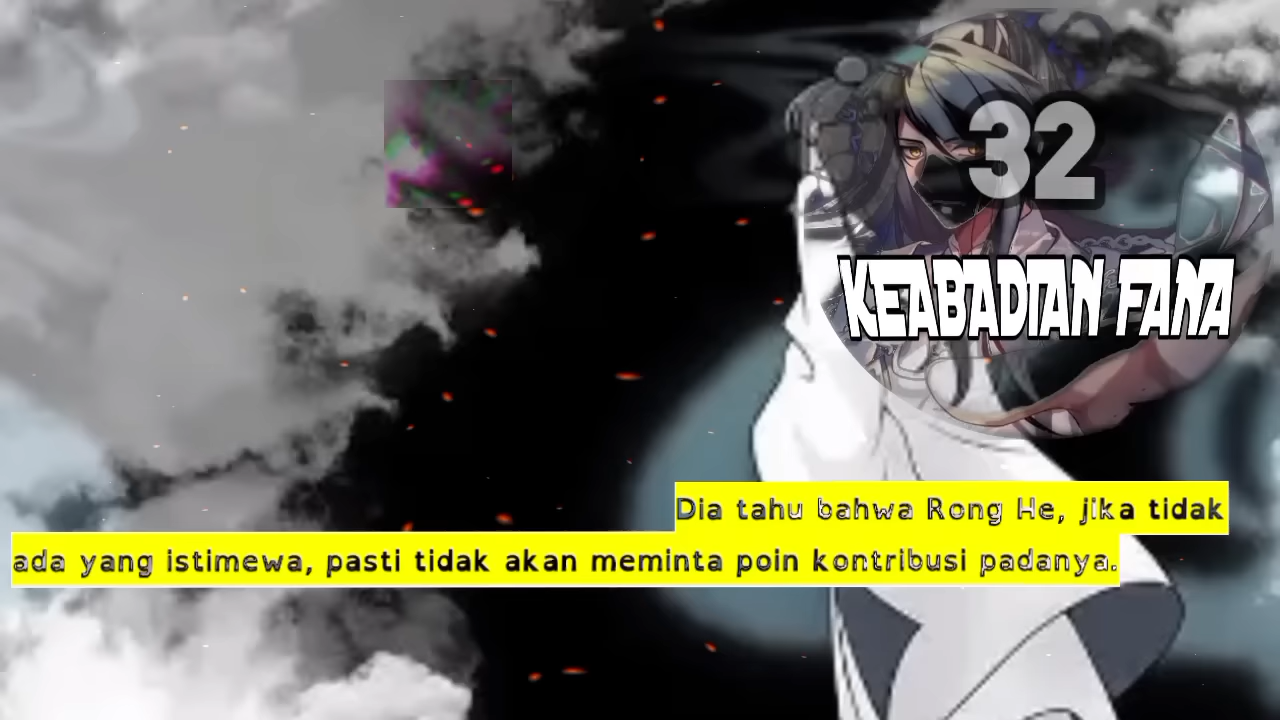 32
KEABADIAN FANA
Dia tahu bahwa Rong He, jika tidak
ada yang istimewa, pasti tidak akan meminta poin kontribusi padanya.